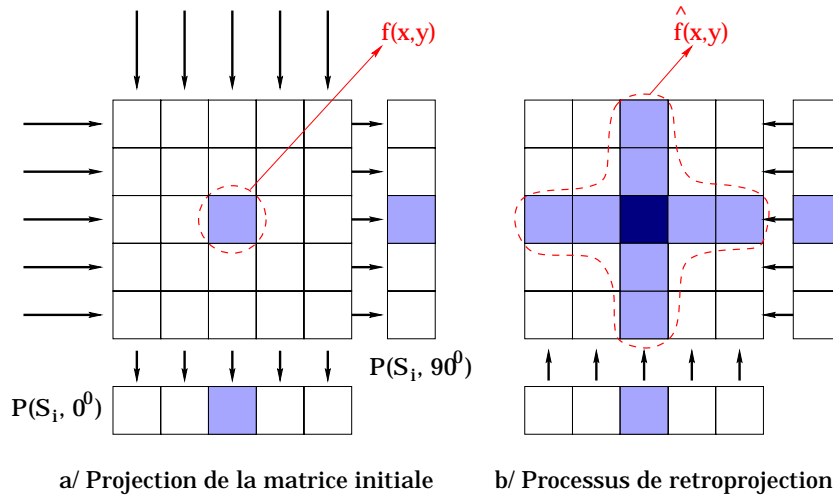 f(x,y)
f̂(x,y)
P(Sᵢ, 90⁰)
P(Sᵢ, 0⁰)
a/ Projection de la matrice initiale
b/ Processus de retroprojection